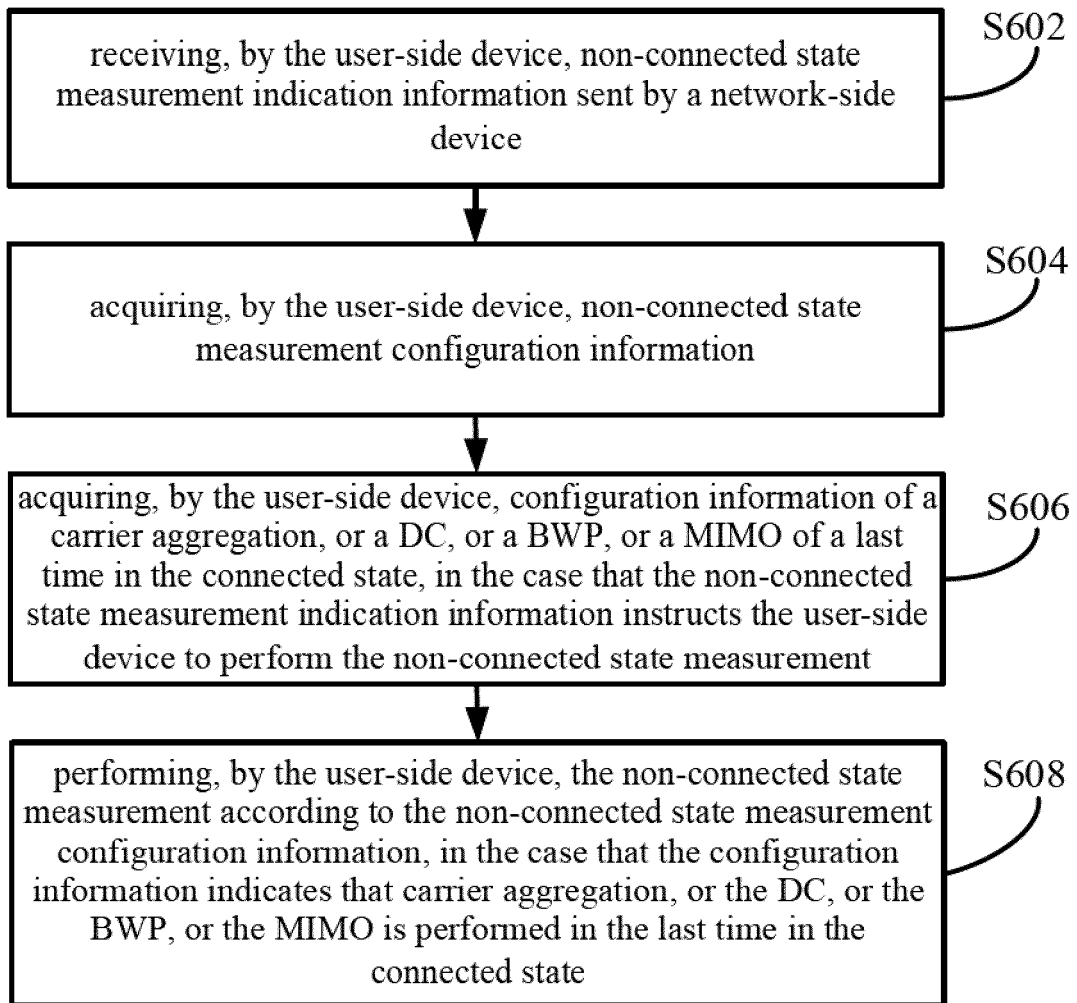 S602
receiving, by the user-side device, non-connected state
measurement indication information sent by a network-side
device
S604
acquiring, by the user-side device, non-connected state
measurement configuration information
S606
acquiring, by the user-side device, configuration information of a
carrier aggregation, or a DC, or a BWP, or a MIMO of a last
time in the connected state, in the case that the non-connected
state measurement indication information instructs the user-side
device to perform the non-connected state measurement
S608
performing, by the user-side device, the non-connected state
measurement according to the non-connected state measurement
configuration information, in the case that the configuration
information indicates that carrier aggregation, or the DC, or the
BWP, or the MIMO is performed in the last time in the
connected state